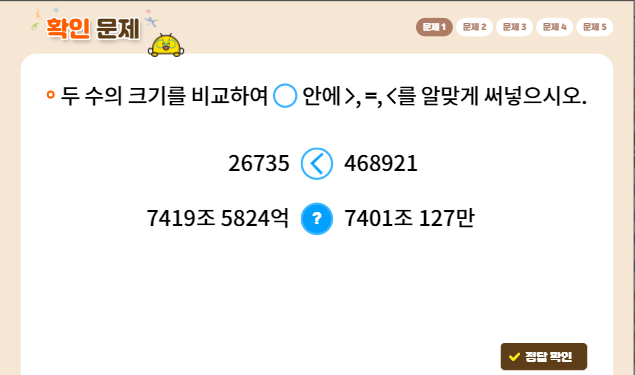 확인 문제
문제 1 문제 2 문제 3 문제 4 문제 5
두 수의 크기를 비교하여 ○ 안에 >, =, <를 알맞게 써넣으시오.
26735 < 468921
7419조 5824억 ? 7401조 127만
정답 확인